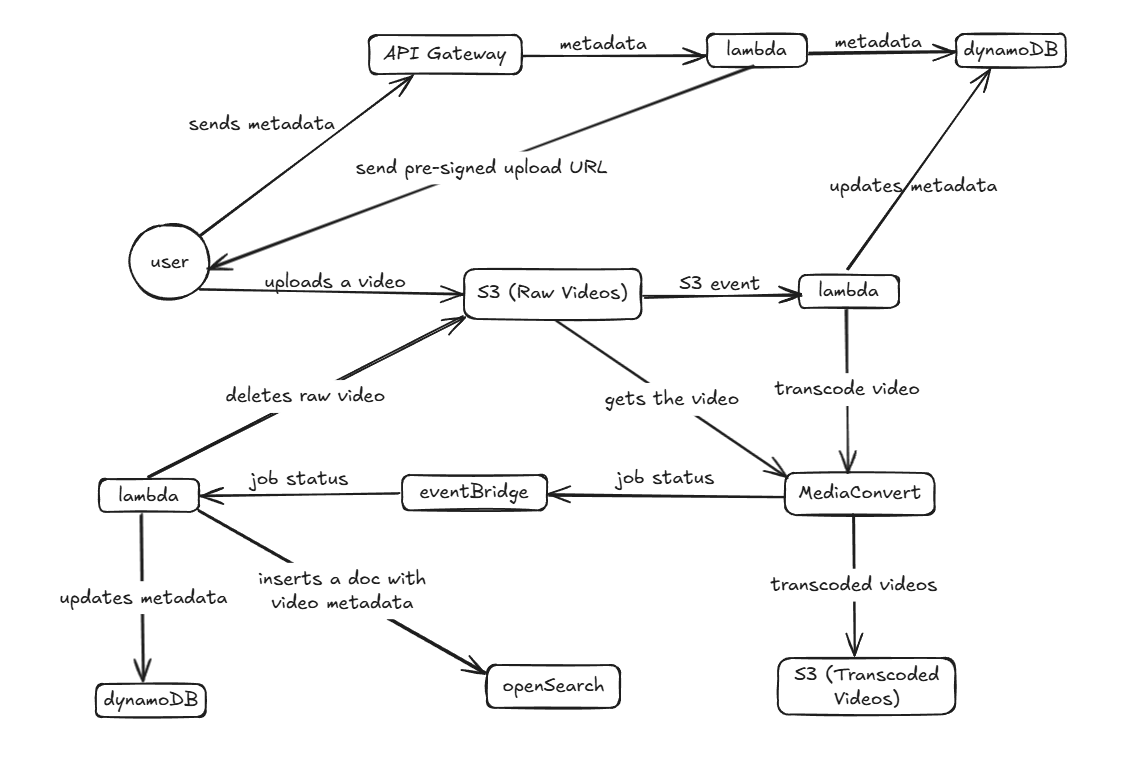 API Gateway
metadata
lambda
metadata
dynamoDB
sends metadata
send pre-signed upload URL
updates metadata
user
uploads a video
S3 (Raw Videos)
S3 event
lambda
deletes raw video
gets the video
transcode video
lambda
job status
eventBridge
job status
MediaConvert
updates metadata
inserts a doc with
video metadata
transcoded videos
dynamoDB
openSearch
S3 (Transcoded
Videos)